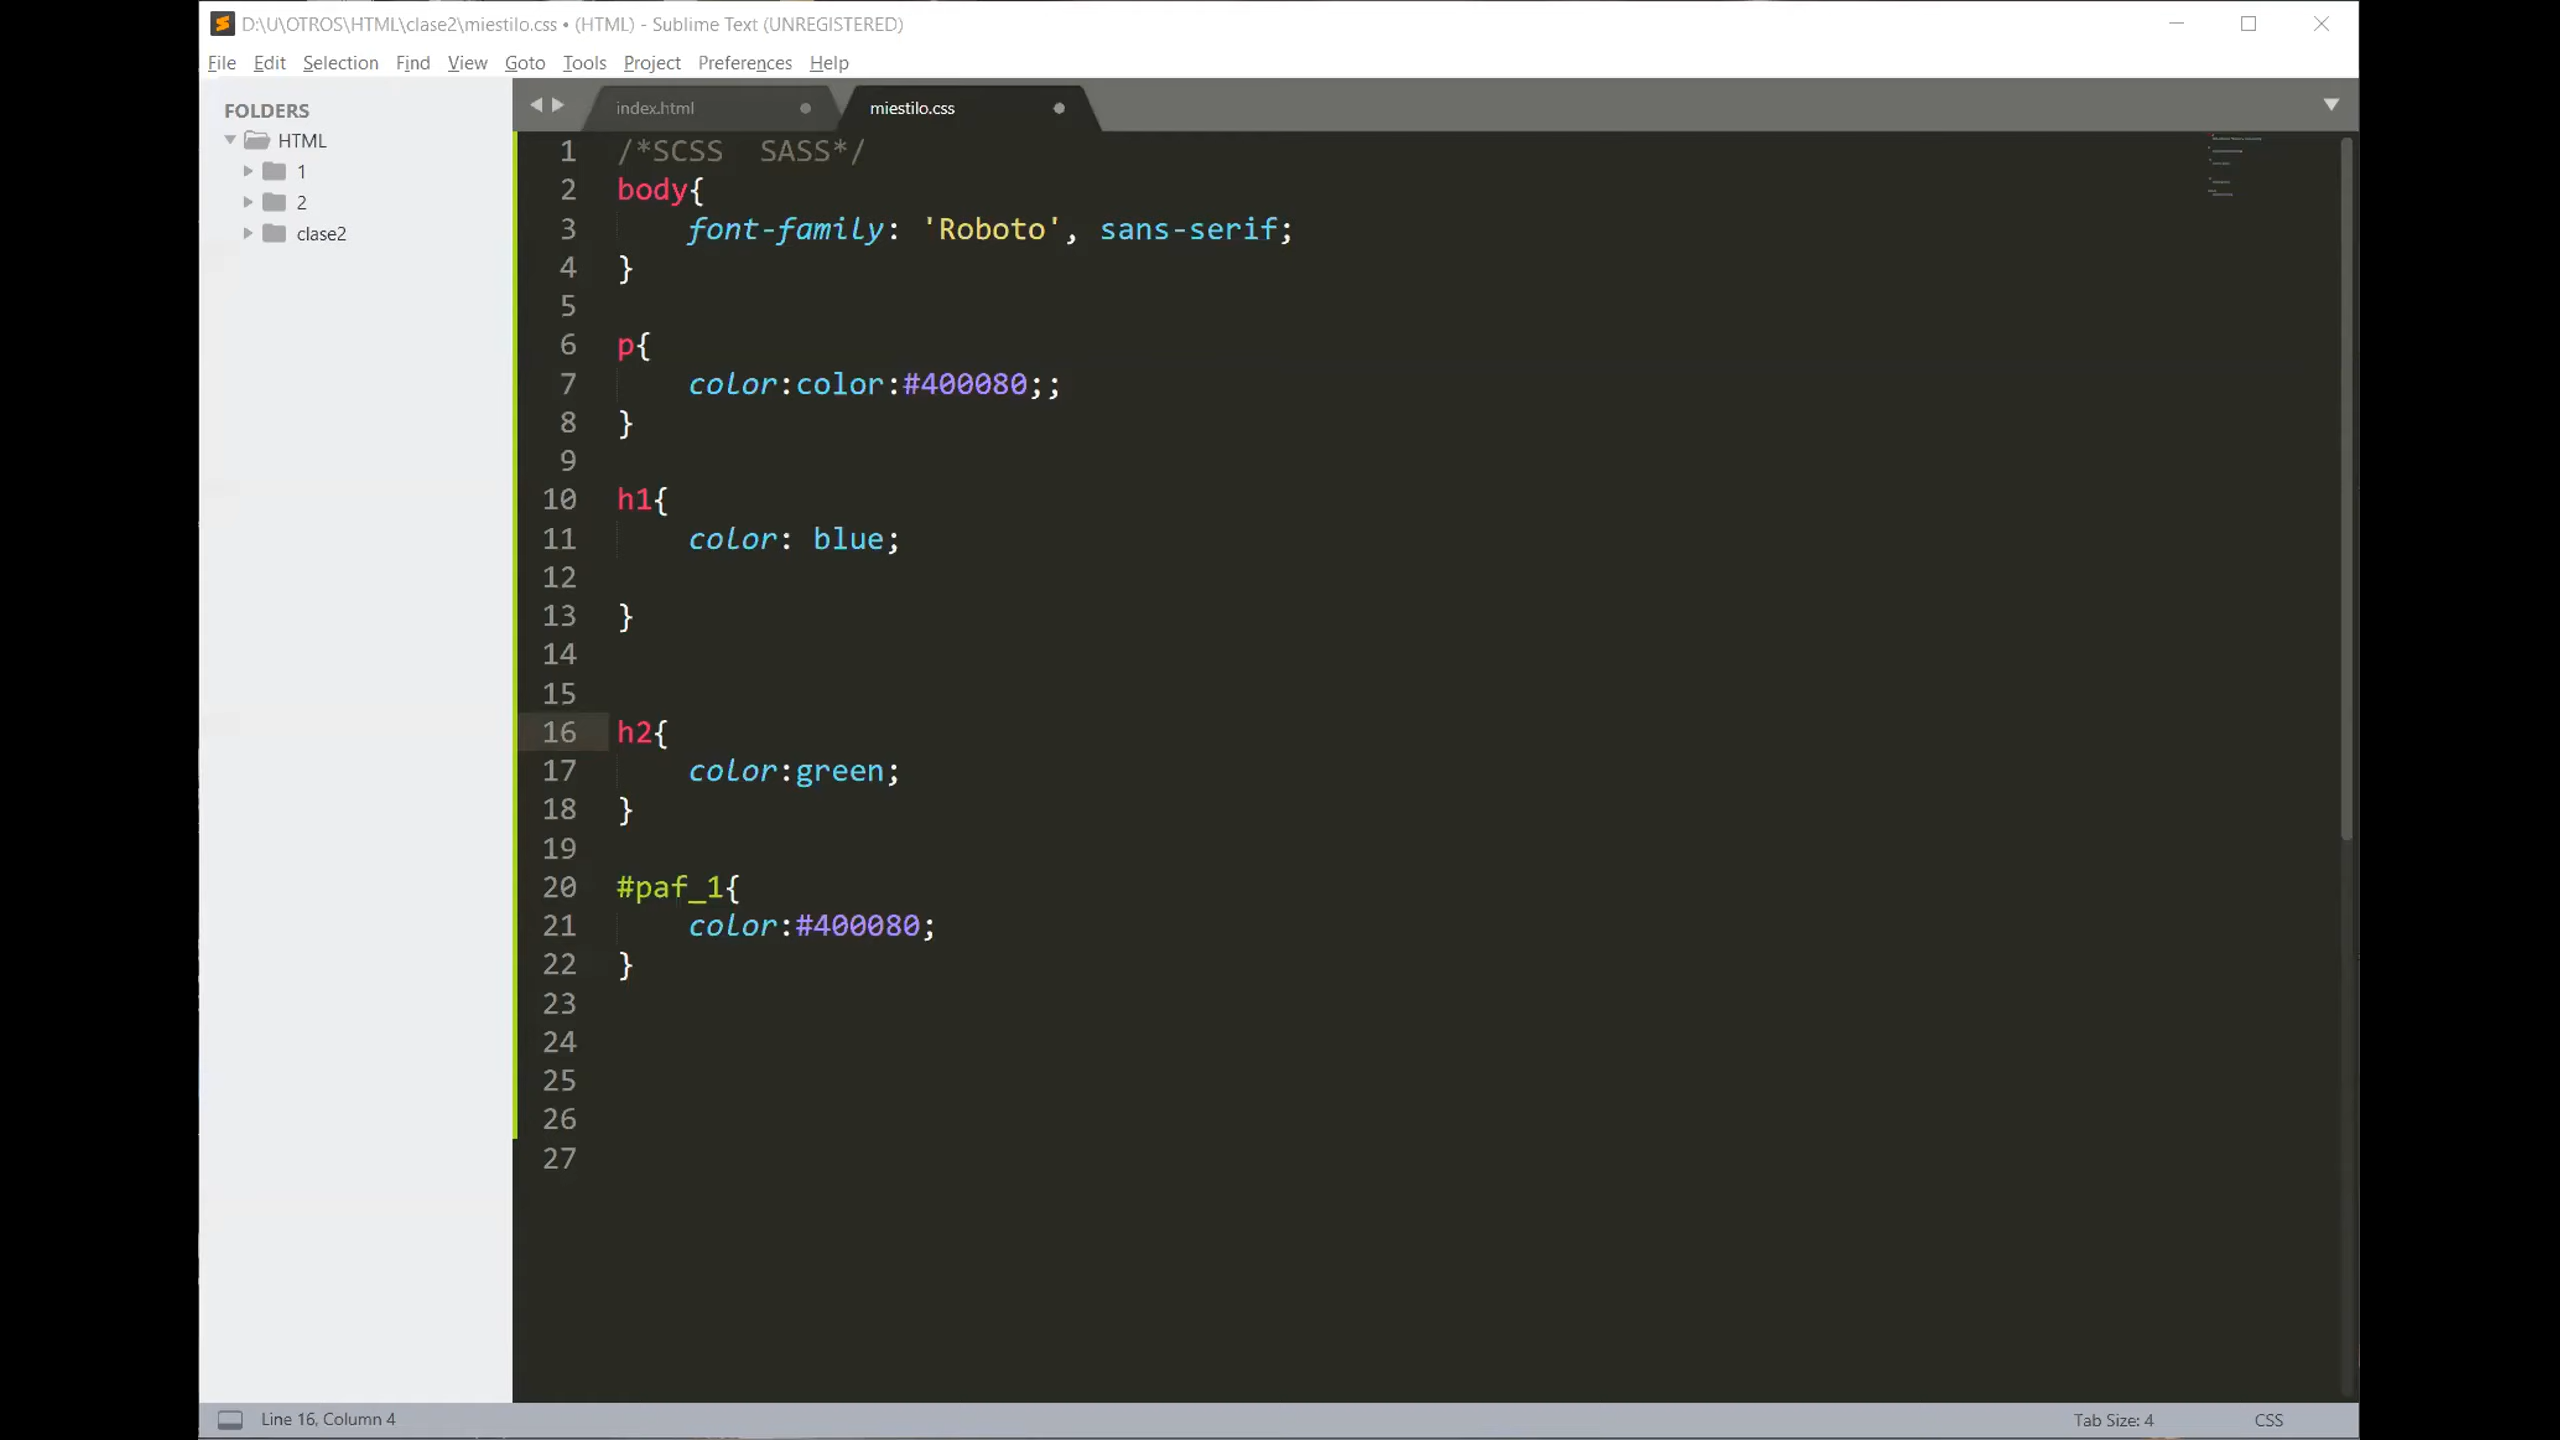 D:\U\OTROS\HTML\clase2\miestilo.css • (HTML) - Sublime Text (UNREGISTERED)
File Edit Selection Find View Goto Tools Project Preferences Help
FOLDERS
HTML
1
2
clase2
index.html miestilo.css
1 /*SCSS  SASS*/
2 body{
3     font-family: 'Roboto', sans-serif;
4 }
5
6 p{
7     color:color:#400080;;
8 }
9
10 h1{
11     color: blue;
12
13 }
14
15
16 h2{
17     color:green;
18 }
19
20 #paf_1{
21     color:#400080;
22 }
23
24
25
26
27
Line 16, Column 4 Tab Size: 4 CSS